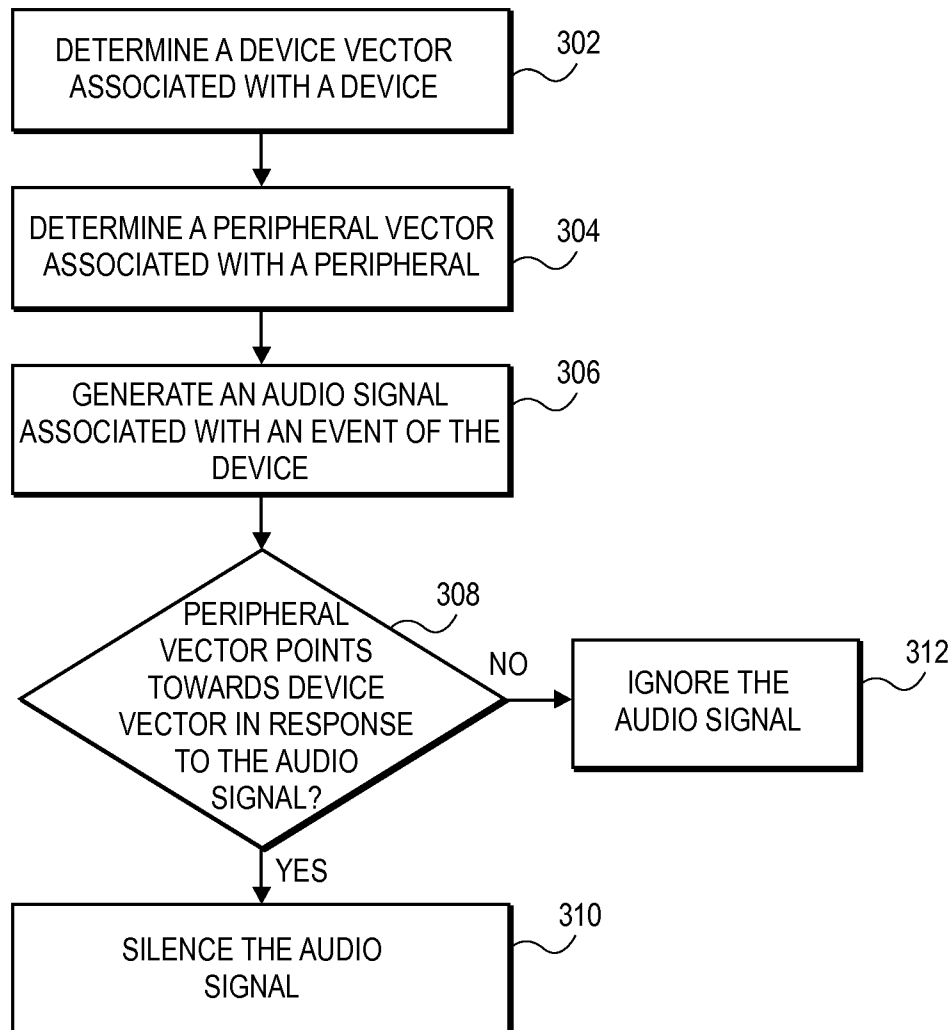 DETERMINE A DEVICE VECTOR
ASSOCIATED WITH A DEVICE
302
DETERMINE A PERIPHERAL VECTOR
ASSOCIATED WITH A PERIPHERAL
304
GENERATE AN AUDIO SIGNAL
ASSOCIATED WITH AN EVENT OF THE
DEVICE
306
PERIPHERAL
VECTOR POINTS
TOWARDS DEVICE
VECTOR IN RESPONSE
TO THE AUDIO
SIGNAL?
308
NO
IGNORE THE
AUDIO SIGNAL
312
YES
SILENCE THE AUDIO
SIGNAL
310